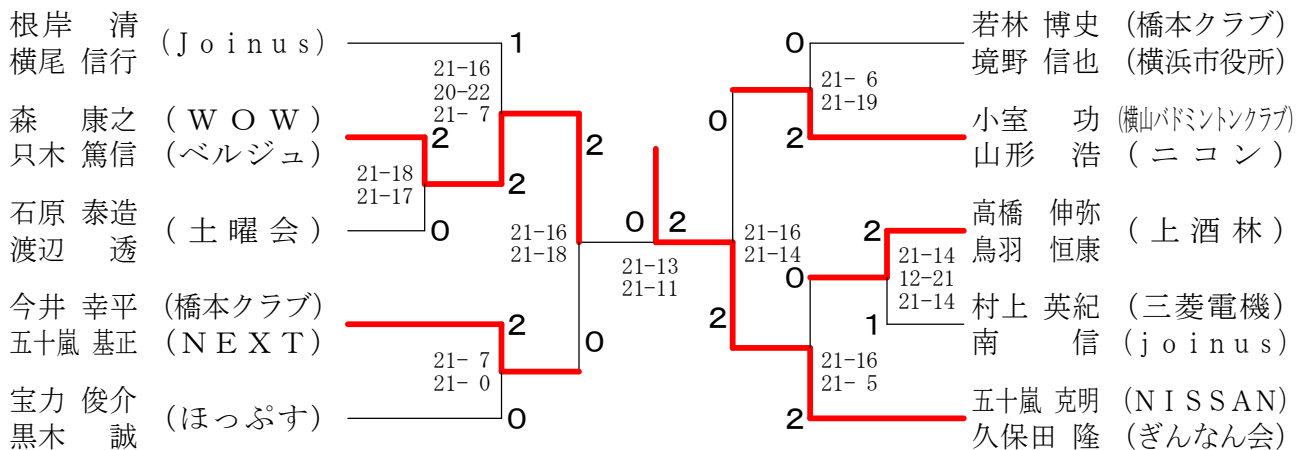 根岸 清
横尾 信行
(Joinus)
森 康之 (WOW)
只木 篤信 (ベルジュ)
石原 泰造
渡辺 透
(土曜会)
今井 幸平 (橋本クラブ)
五十嵐 基正 (NEXT)
宝力 俊介
黒木 誠
(ほっぷす)
1
21-16
20-22
21- 7
2
2
21-18
21-17
0
2
21-16
21-18
2
0
21- 7
21- 0
0
0
2
21-13
21-11
0
21- 6
21-19
0
2
21-16
21-14
2
0
21-14
12-21
21-14
2
1
21-16
21- 5
2
若林 博史 (橋本クラブ)
境野 信也 (横浜市役所)
小室 功 (横山バドミントンクラブ)
山形 浩 (ニコン)
高橋 伸弥
鳥羽 恒康
(上酒林)
村上 英紀 (三菱電機)
南 信 (joinus)
五十嵐 克明 (NISSAN)
久保田 隆 (ぎんなん会)